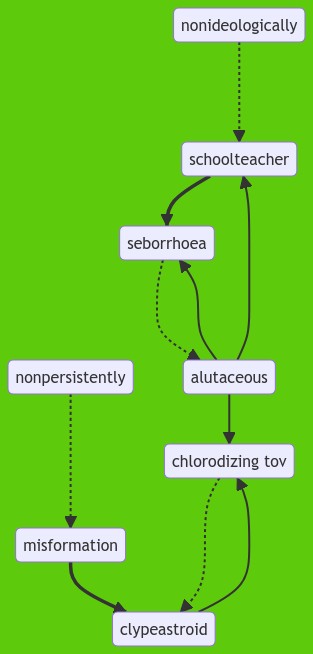 nonideologically
schoolteacher
seborrhoea
nonpersistently
alutaceous
chlorodizing tov
misformation
clypeastroid